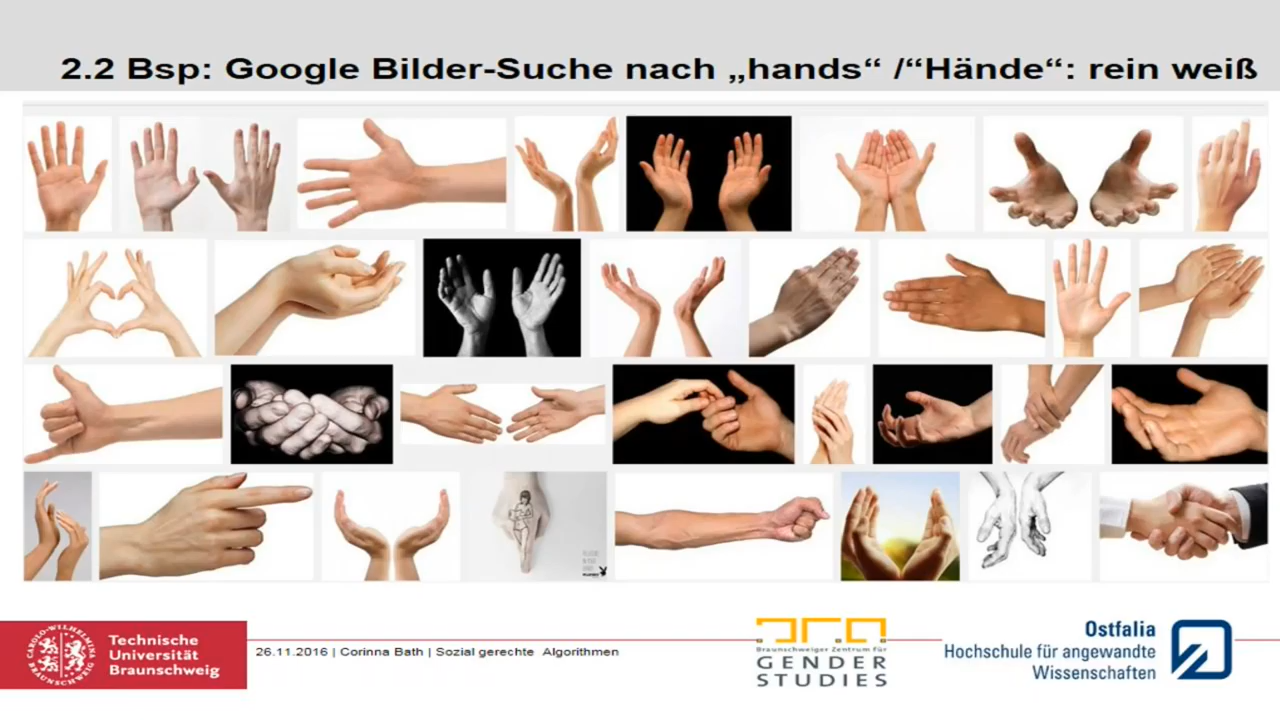 2.2 Bsp: Google Bilder-Suche nach „hands“ /“Hände“: rein weiß
Technische
Universität
Braunschweig
26.11.2016 | Corinna Bath | Sozial gerechte Algorithmen
Braunschweiger Zentrum für
GENDER
STUDIES
Ostfalia
Hochschule für angewandte
Wissenschaften